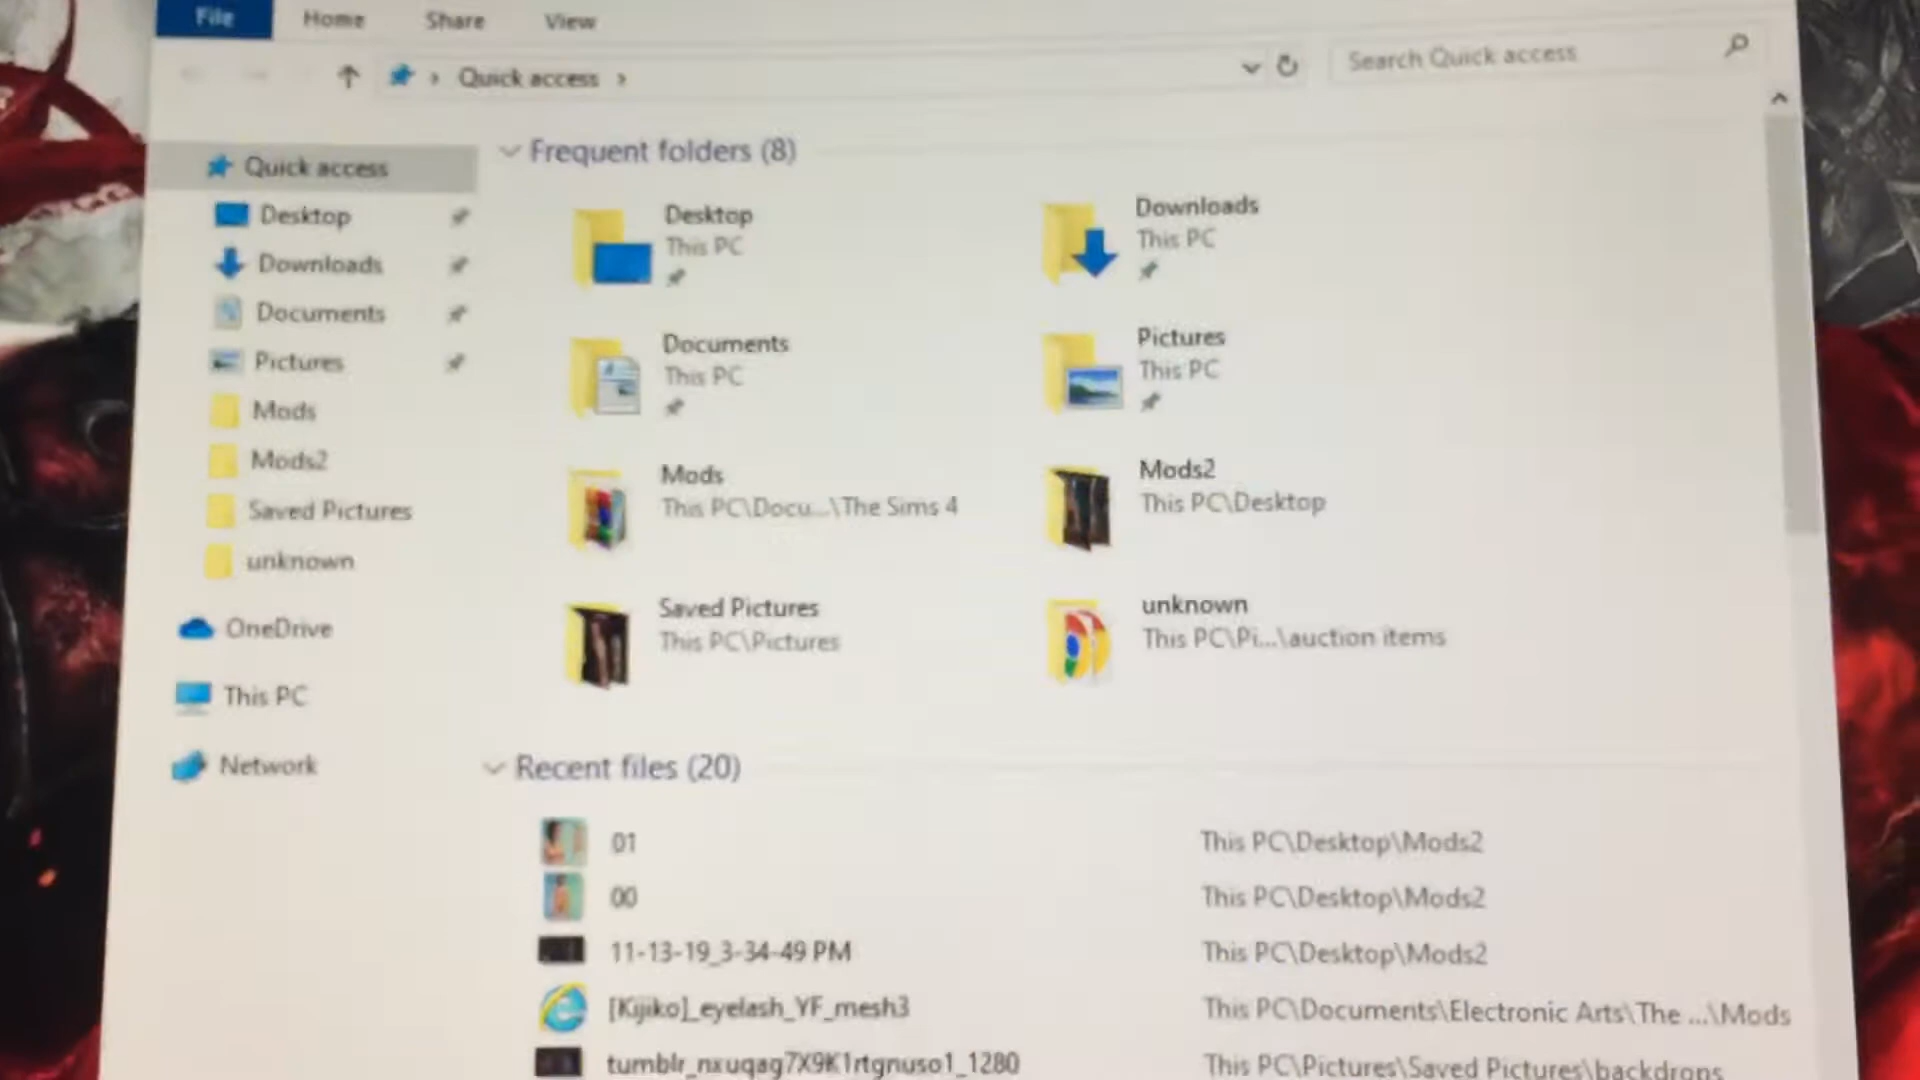 File Home Share View
Quick access
Search Quick access
Quick access
Desktop
Downloads
Documents
Pictures
Mods
Mods2
Saved Pictures
unknown
OneDrive
This PC
Network
Frequent folders (8)
Desktop
This PC
Downloads
This PC
Documents
This PC
Pictures
This PC
Mods
This PC\Docu...\The Sims 4
Mods2
This PC\Desktop
Saved Pictures
This PC\Pictures
unknown
This PC\Pi...\auction items
Recent files (20)
01 This PC\Desktop\Mods2
00 This PC\Desktop\Mods2
11-13-19_3-34-49 PM This PC\Desktop\Mods2
[Kijiko]_eyelash_YF_mesh3 This PC\Documents\Electronic Arts\The ...\Mods
tumblr_nxuqag7X9K1rtgnuso1_1280 This PC\Pictures\Saved Pictures\backdrops